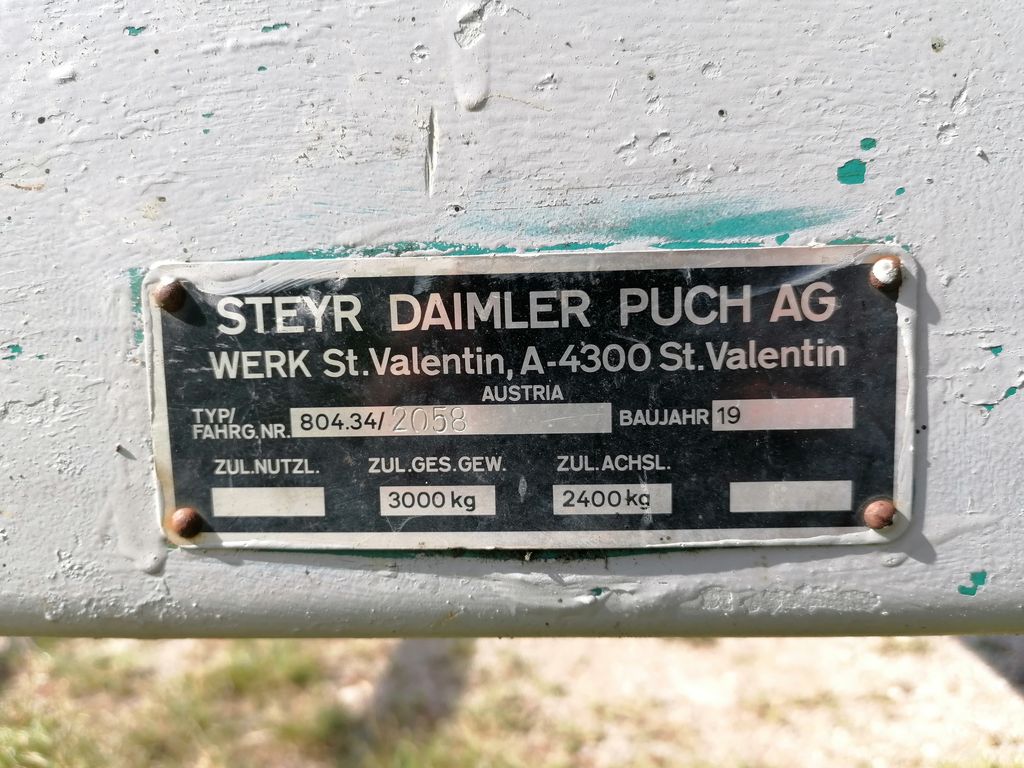 STEYR DAIMLER PUCH AG
WERK St. Valentin, A-4300 St. Valentin
AUSTRIA
TYP/
FAHRG. NR. 804.34/2058 BAUJAHR 19
ZUL. NUTZL. ZUL. GES. GEW. ZUL. ACHSL.
3000 kg 2400 kg